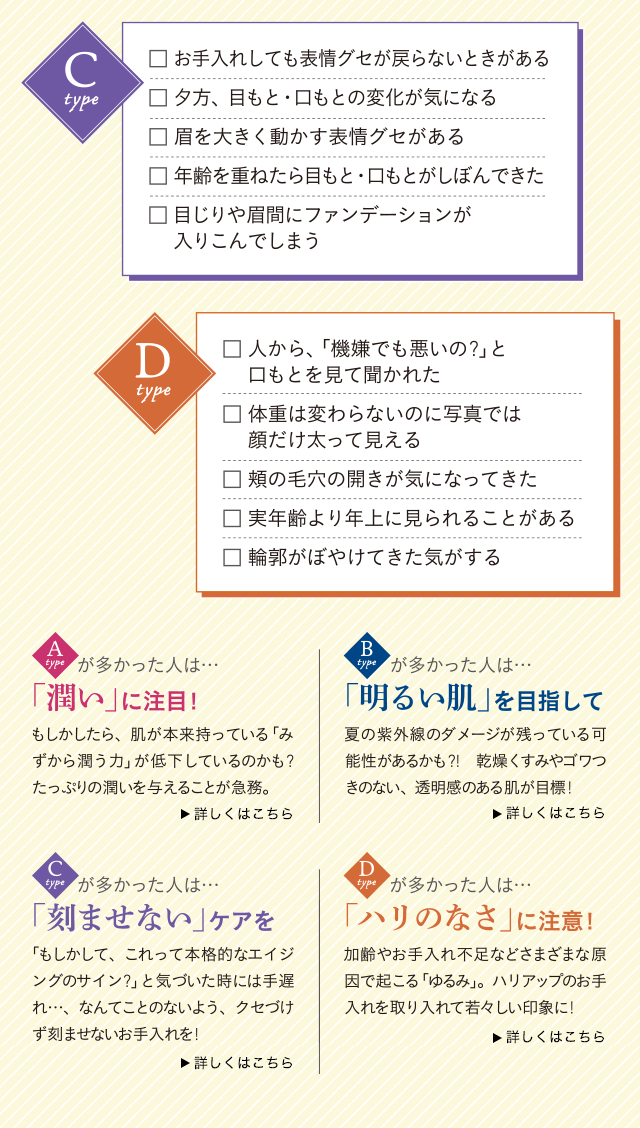 C
type
□ お手入れしても表情グセが戻らないときがある
□ 夕方、目もと・口もとの変化が気になる
□ 眉を大きく動かす表情グセがある
□ 年齢を重ねたら目もと・口もとがしぼんできた
□ 目じりや眉間にファンデーションが
入りこんでしまう
D
type
□ 人から、「機嫌でも悪いの?」と
口もとを見て聞かれた
□ 体重は変わらないのに写真では
顔だけ太って見える
□ 頬の毛穴の開きが気になってきた
□ 実年齢より年上に見られることがある
□ 輪郭がぼやけてきた気がする
A
type が多かった人は…
「潤い」に注目!
もしかしたら、肌が本来持っている「み
ずから潤う力」が低下しているのかも?
たっぷりの潤いを与えることが急務。
▶詳しくはこちら
B
type が多かった人は…
「明るい肌」を目指して
夏の紫外線のダメージが残っている可
能性があるかも?! 乾燥くすみやゴワつ
きのない、透明感のある肌が目標!
▶詳しくはこちら
C
type が多かった人は…
「刻ませない」ケアを
「もしかして、これって本格的なエイジ
ングのサイン?」と気づいた時には手遅
れ…、なんてことのないよう、クセづけ
ず刻ませないお手入れを!
▶詳しくはこちら
D
type が多かった人は…
「ハリのなさ」に注意!
加齢やお手入れ不足などさまざまな原
因で起こる「ゆるみ」。ハリアップのお手
入れを取り入れて若々しい印象に!
▶詳しくはこちら